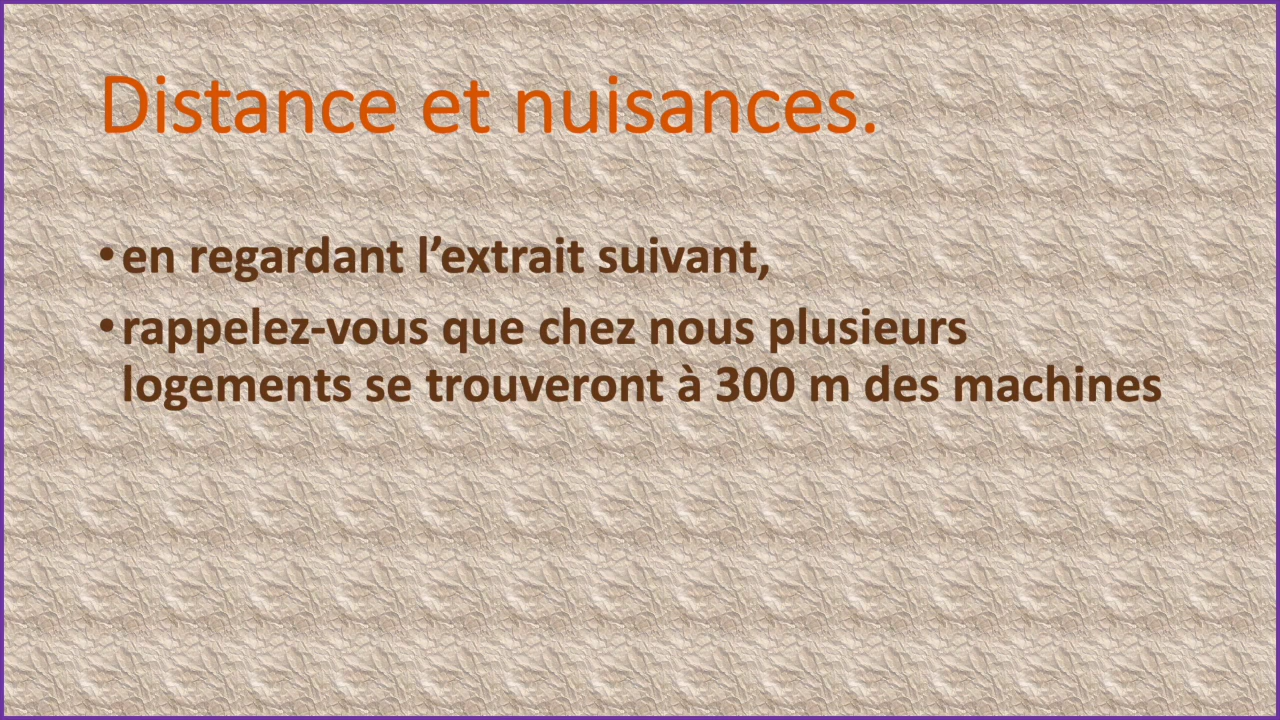 Distance et nuisances.
• en regardant l’extrait suivant,
• rappelez-vous que chez nous plusieurs
logements se trouveront à 300 m des machines